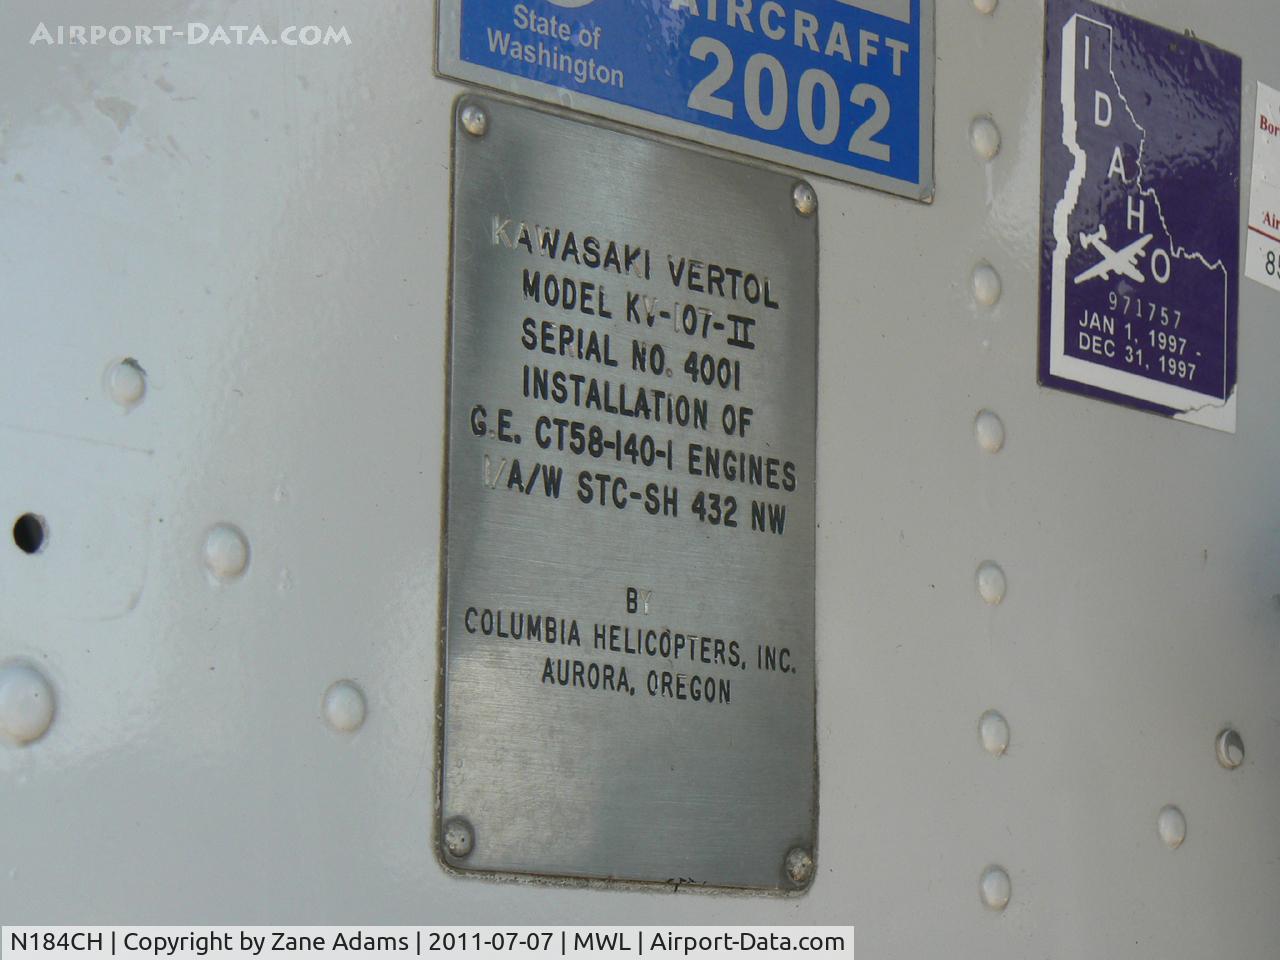 Airport-Data.com
AIRCRAFT
State of
Washington
2002
IDAHO
971757
JAN 1, 1997 -
DEC 31, 1997
KAWASAKI VERTOL
MODEL KV-107-II
SERIAL NO. 4001
INSTALLATION OF
G.E. CT58-140-1 ENGINES
I/A/W STC-SH 432 NW
BY
COLUMBIA HELICOPTERS, INC.
AURORA, OREGON
N184CH | Copyright by Zane Adams | 2011-07-07 | MWL | Airport-Data.com